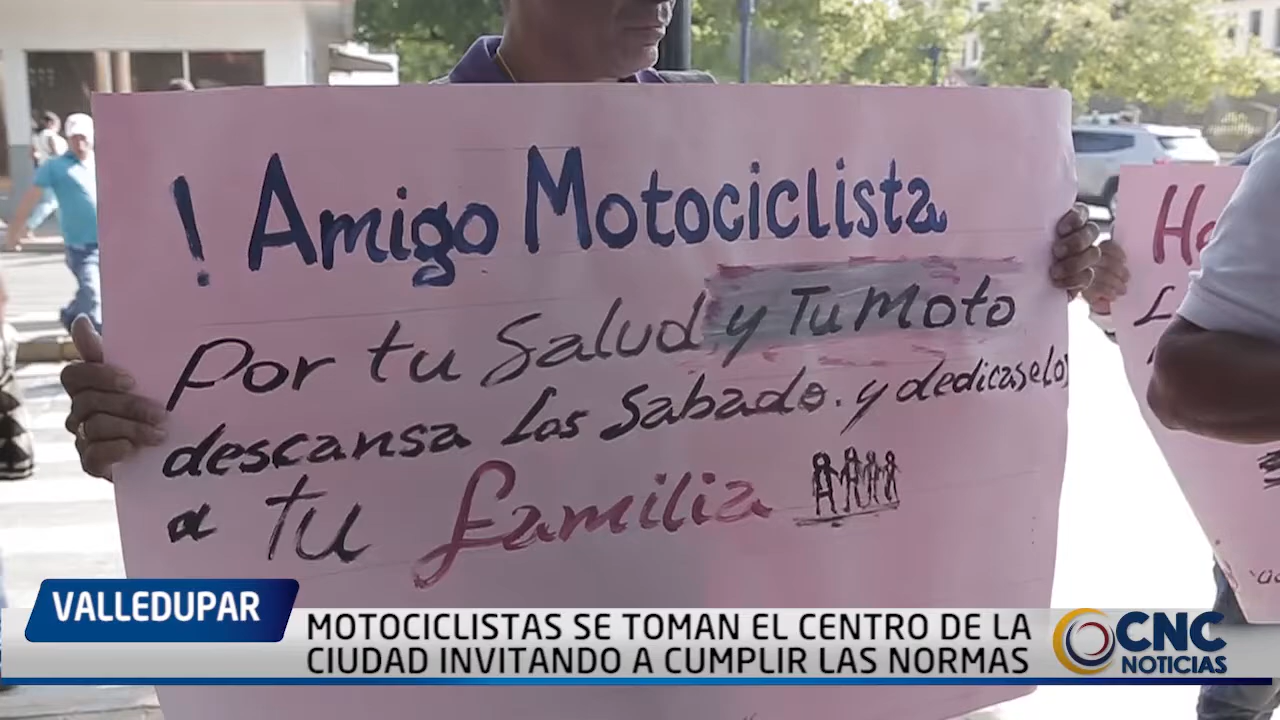 ! Amigo Motociclista
Por tu Salud y Tu Moto
descansa Los Sabado. y dedicaselo
a tu familia
VALLEDUPAR
MOTOCICLISTAS SE TOMAN EL CENTRO DE LA
CIUDAD INVITANDO A CUMPLIR LAS NORMAS
CNC
NOTICIAS